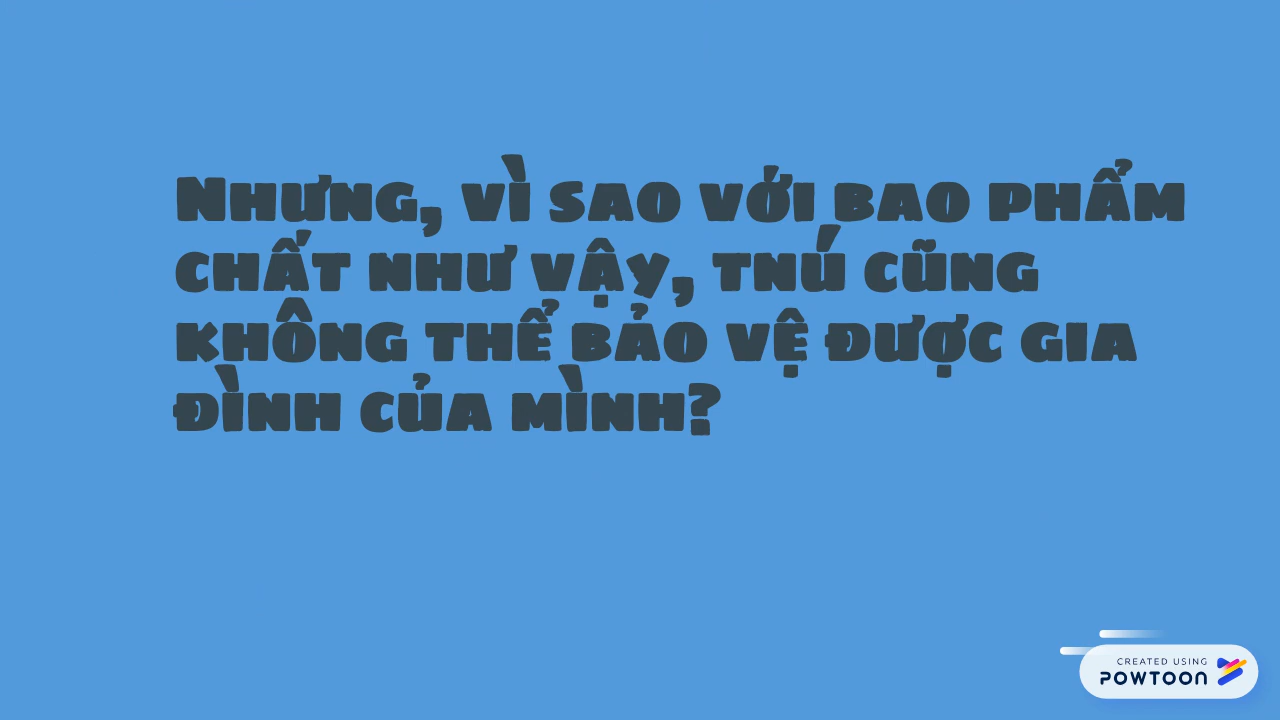 Nhưng, vì sao với bao phẩm
chất như vậy, tnú cũng
không thể bảo vệ được gia
đình của mình?
CREATED USING
POWTOON